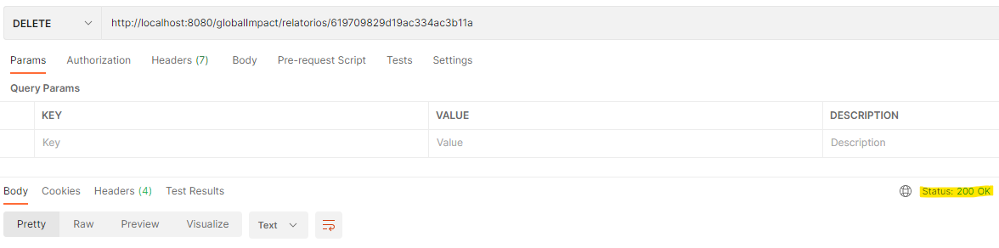 DELETE http://localhost:8080/globalImpact/relatorios/619709829d19ac334ac3b11a
Params Authorization Headers (7) Body Pre-request Script Tests Settings
Query Params
KEY VALUE DESCRIPTION
Key Value Description
Body Cookies Headers (4) Test Results Status: 200 OK
Pretty Raw Preview Visualize Text